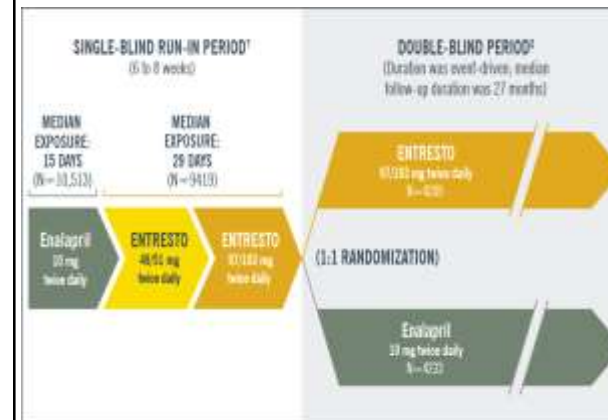 SINGLE-BLIND RUN-IN PERIOD†
(6 to 8 weeks)
MEDIAN
EXPOSURE:
15 DAYS
(N=10,513)
MEDIAN
EXPOSURE:
29 DAYS
(N=9419)
Enalapril
10 mg
twice daily
ENTRESTO
49/51 mg
twice daily
ENTRESTO
97/103 mg
twice daily
DOUBLE-BLIND PERIOD‡
(Duration was event-driven, median
follow-up duration was 27 months)
ENTRESTO
97/103 mg twice daily
(1:1 RANDOMIZATION)
Enalapril
10 mg twice daily